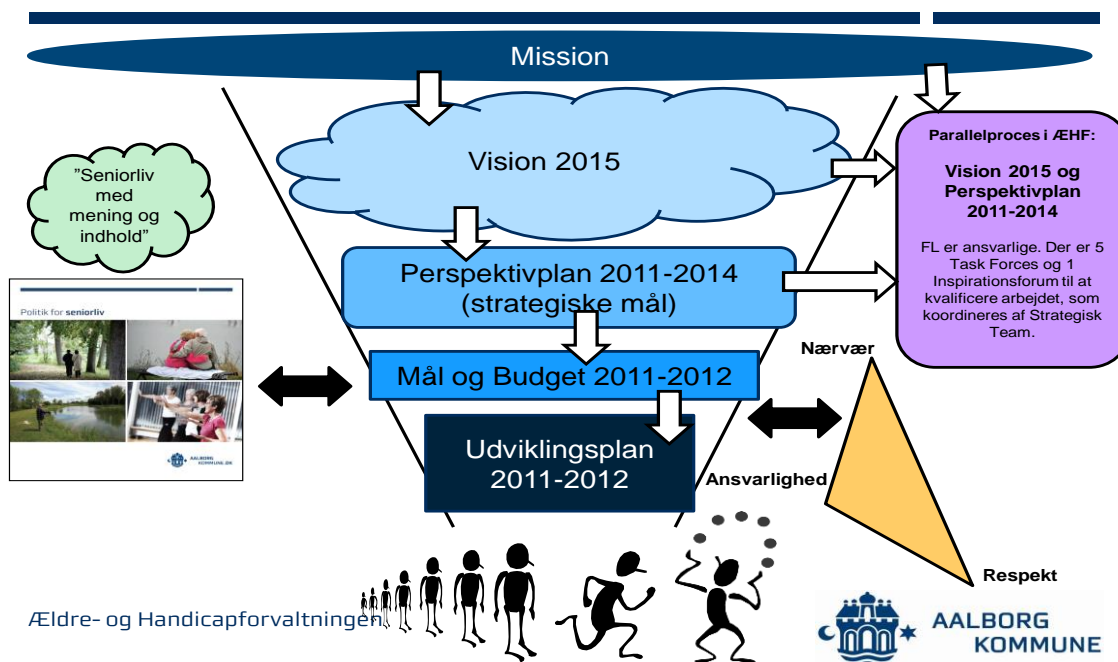 Mission
Vision 2015
"Seniorliv
med
mening og
indhold"
Parallelproces i ÆHF:
Vision 2015 og
Perspektivplan
2011-2014
FL er ansvarlige. Der er 5
Task Forces og 1
Inspirationsforum til at
kvalificere arbejdet, som
koordineres af Strategisk
Team.
Perspektivplan 2011-2014
(strategiske mål)
Politik for seniorliv
AALBORG
KOMMUNE.DK
Mål og Budget 2011-2012
Udviklingsplan
2011-2012
Nærvær
Ansvarlighed
Respekt
Ældre- og Handicapforvaltningen
AALBORG
KOMMUNE